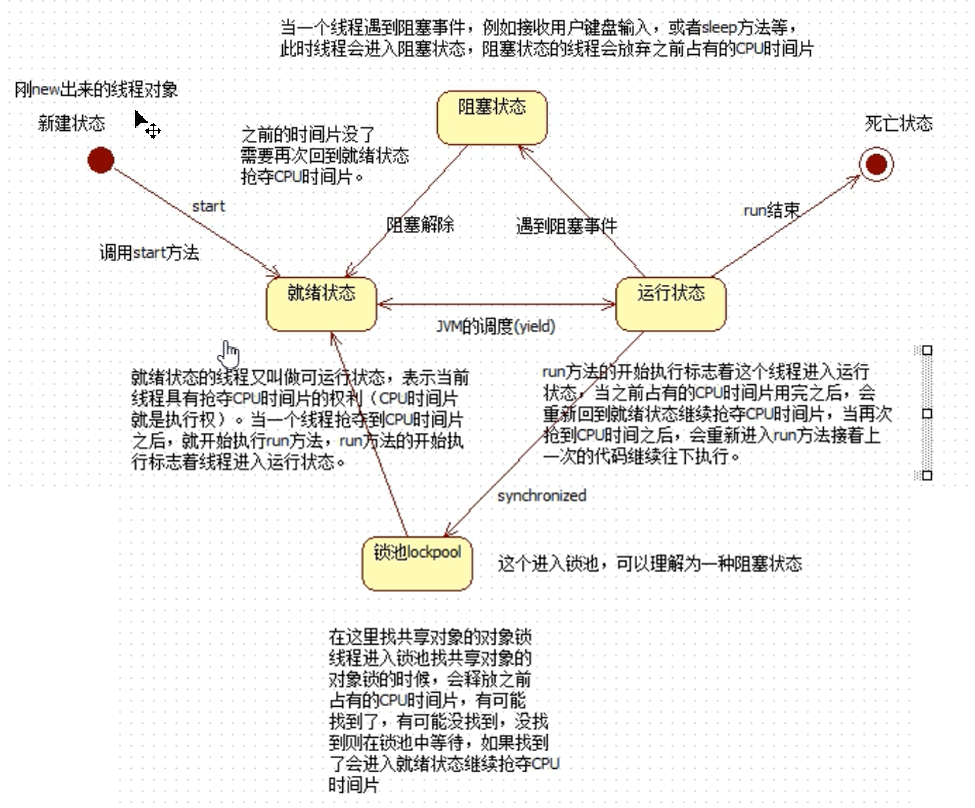 当一个线程遇到阻塞事件，例如接收用户键盘输入，或者sleep方法等，
此时线程会进入阻塞状态，阻塞状态的线程会放弃之前占有的CPU时间片
刚new出来的线程对象
新建状态
阻塞状态
死亡状态
之前的时间片没了
需要再次回到就绪状态
抢夺CPU时间片。
start
run结束
阻塞解除
遇到阻塞事件
调用start方法
就绪状态
运行状态
JVM的调度(yield)
就绪状态的线程又叫做可运行状态，表示当前
线程具有抢夺CPU时间片的权利（CPU时间片
就是执行权）。当一个线程抢夺到CPU时间片
之后，就开始执行run方法，run方法的开始执
行标志着线程进入运行状态。
run方法的开始执行标志着这个线程进入运行
状态，当之前占有的CPU时间片用完之后，会
重新回到就绪状态继续抢夺CPU时间片，当再次
抢到CPU时间之后，会重新进入run方法接着上
一次的代码继续往下执行。
synchronized
锁池lockpool
这个进入锁池，可以理解为一种阻塞状态
在这里找共享对象的对象锁
线程进入锁池找共享对象的
对象锁的时候，会释放之前
占有的CPU时间片，有可能
找到了，有可能没找到，没找
到则在锁池中等待，如果找到
了会进入就绪状态继续抢夺CPU
时间片